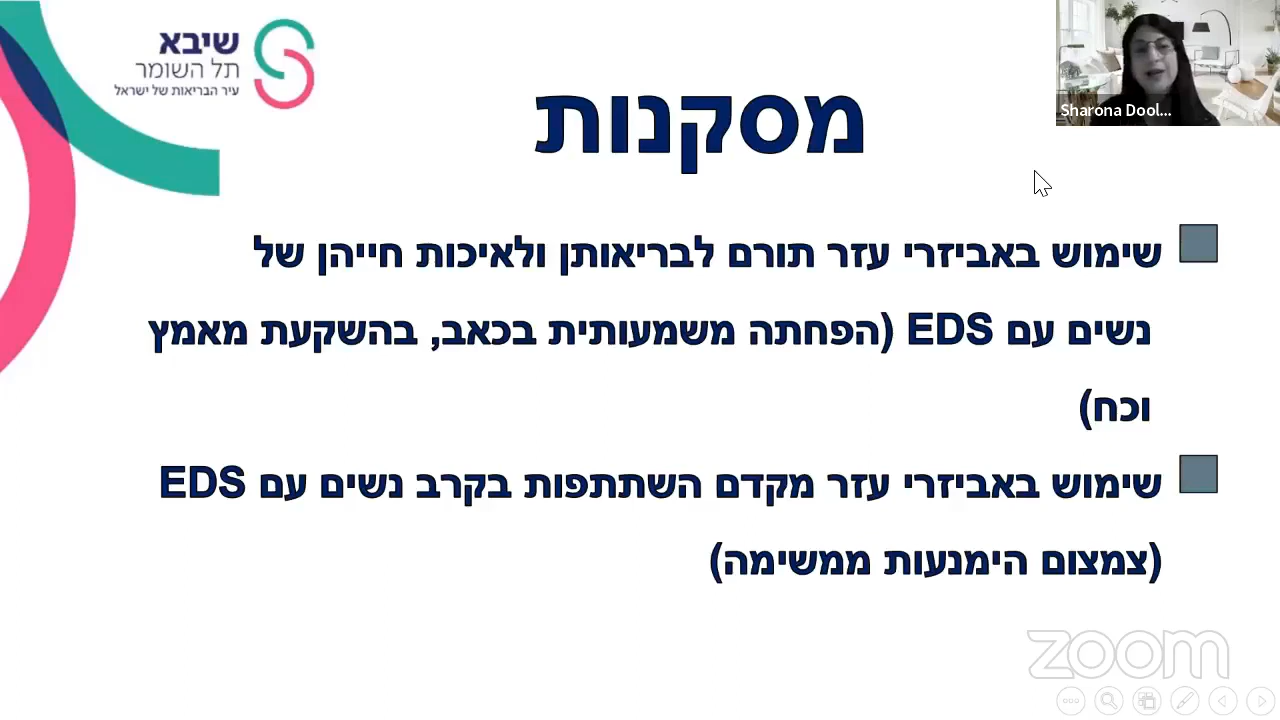 שיבא
תל השומר
עיר הבריאות של ישראל
Sharona Dool...
מסקנות
שימוש באביזרי עזר תורם לבריאותן ולאיכות חייהן של
נשים עם EDS (הפחתה משמעותית בכאב, בהשקעת מאמץ
וכח)
שימוש באביזרי עזר מקדם השתתפות בקרב נשים עם EDS
(צמצום הימנעות ממשימה)
zoom